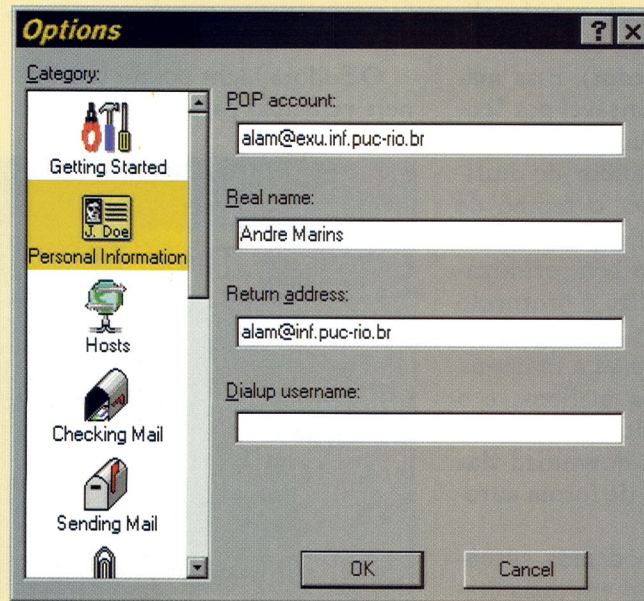 Options
? ×
Category:
Getting Started
J. Doe
Personal Information
Hosts
Checking Mail
Sending Mail
POP account:
alam@exu.inf.puc-rio.br
Real name:
Andre Marins
Return address:
alam@inf.puc-rio.br
Dialup username:
OK
Cancel